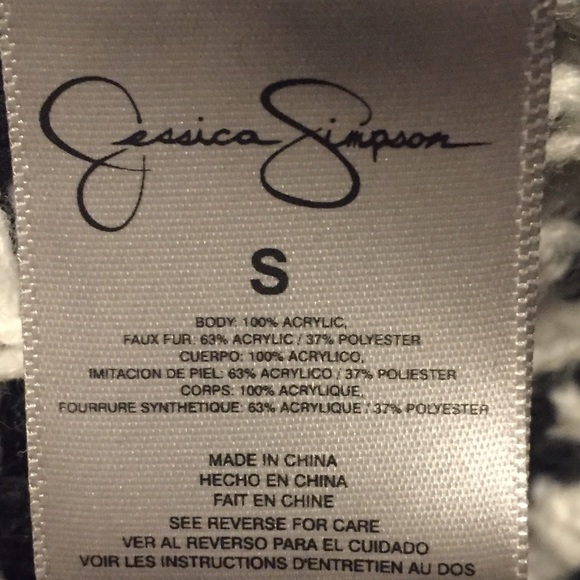 Jessica Simpson
S
BODY: 100% ACRYLIC,
FAUX FUR: 63% ACRYLIC / 37% POLYESTER
CUERPO: 100% ACRYLICO,
IMITACION DE PIEL: 63% ACRYLICO / 37% POLIESTER
CORPS: 100% ACRYLIQUE,
FOURRURE SYNTHETIQUE: 63% ACRYLIQUE / 37% POLYESTER
MADE IN CHINA
HECHO EN CHINA
FAIT EN CHINE
SEE REVERSE FOR CARE
VER AL REVERSO PARA EL CUIDADO
VOIR LES INSTRUCTIONS D'ENTRETIEN AU DOS